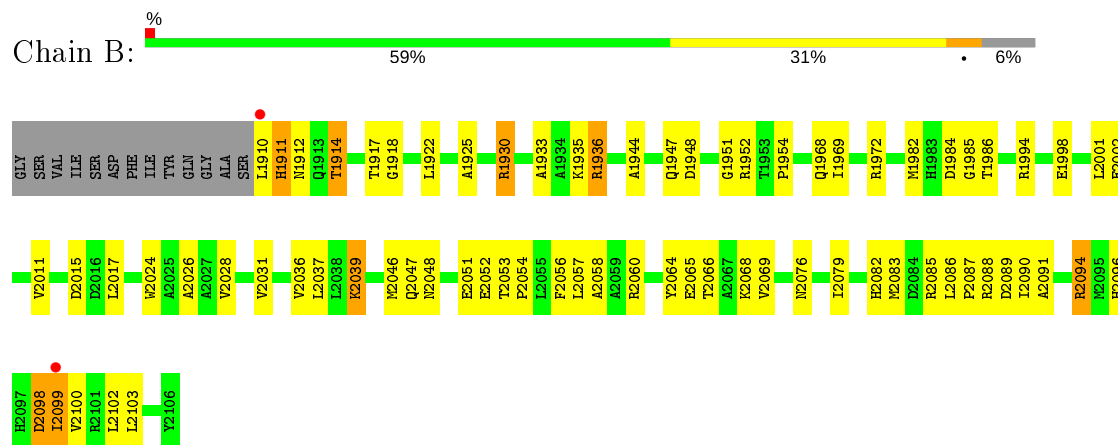 %
Chain B:
59% 31% • 6%
GLY SER VAL ILE SER ASP PHE ILE TYR GLN GLY ALA SER L1910 H1911 N1912 Q1913 T1914 T1917 G1918 L1922 A1925 R1930 A1933 A1934 K1935 R1936 A1944 Q1947 D1948 G1951 R1952 T1953 P1954 Q1968 I1969 R1972 M1982 H1983 D1984 G1985 T1986 R1994 E1998 L2001
V2011 D2015 D2016 L2017 W2024 A2025 A2026 A2027 V2028 V2031 V2036 L2037 L2038 K2039 M2046 Q2047 N2048 E2051 E2052 T2053 P2054 L2055 F2056 L2057 A2058 A2059 R2060 Y2064 E2065 T2066 A2067 K2068 V2069 N2076 I2079 H2082 M2083 D2084 R2085 L2086 P2087 R2088 D2089 I2090 A2091 R2094 M2095
H2097 D2098 I2099 V2100 R2101 L2102 L2103 Y2106